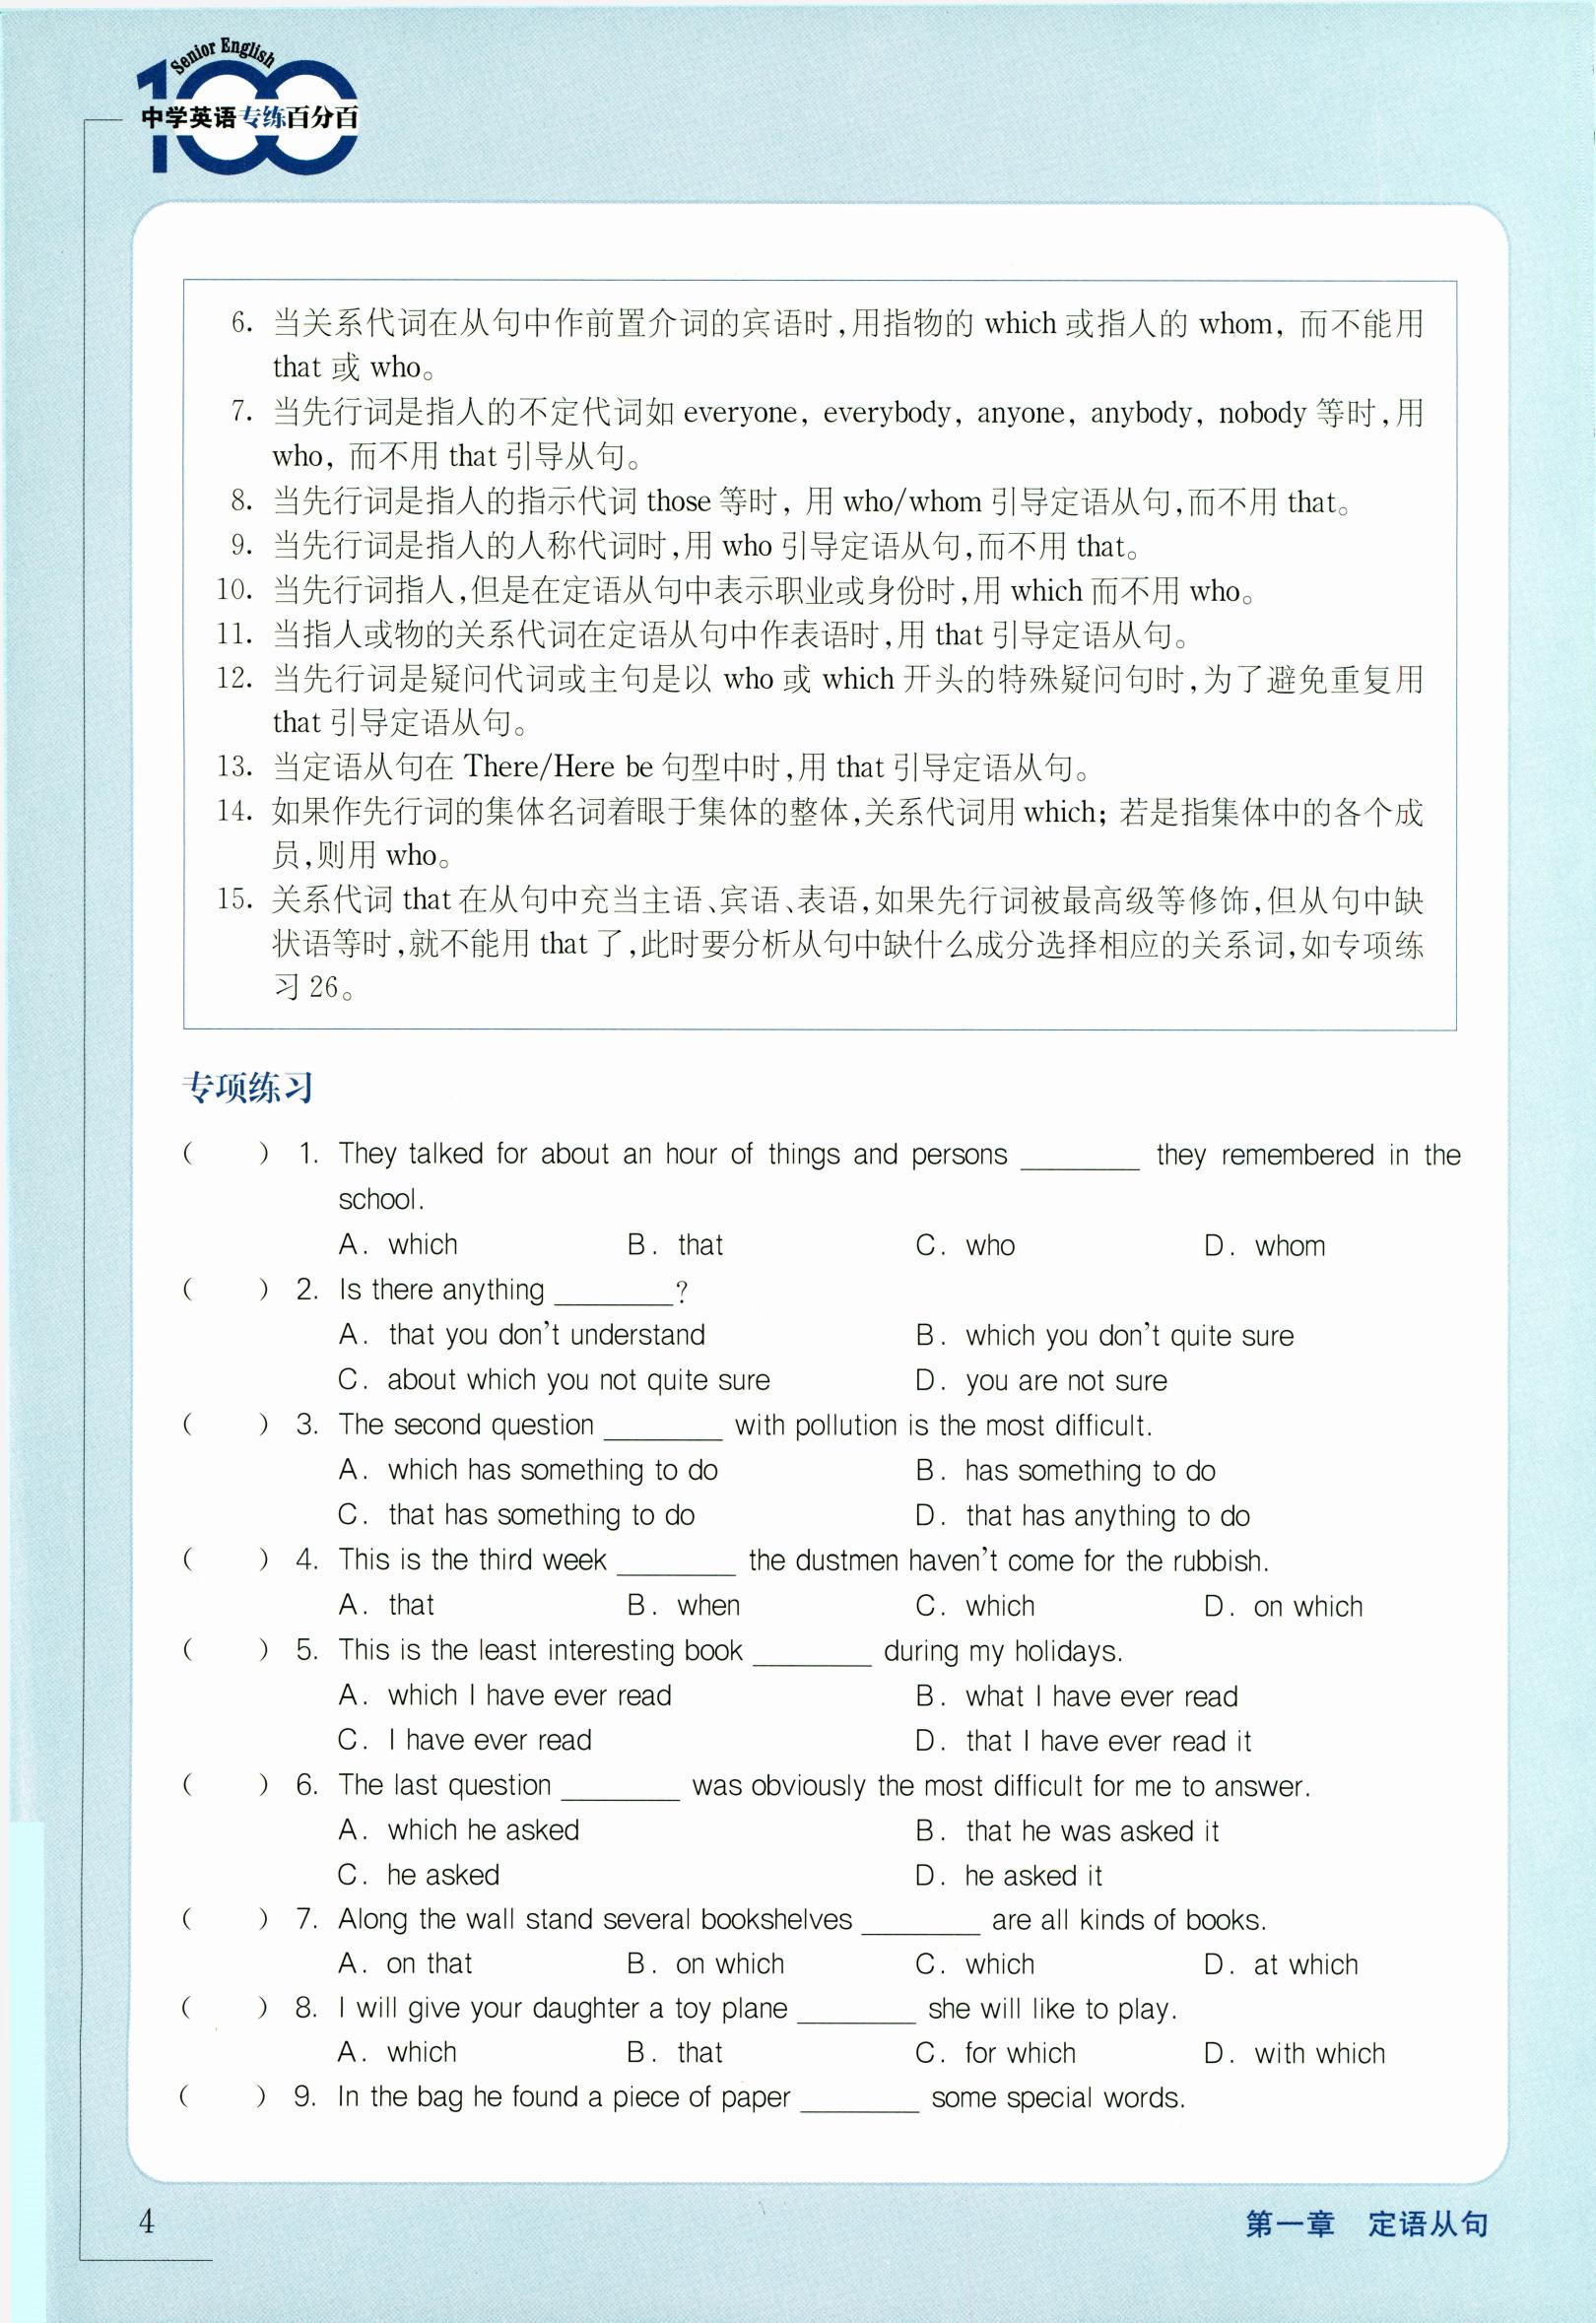 Senior English
100
中学英语专练百分百
6. 当关系代词在从句中作前置介词的宾语时,用指物的 which 或指人的 whom, 而不能用
that 或 who。
7. 当先行词是指人的不定代词如 everyone, everybody, anyone, anybody, nobody 等时,用
who, 而不用 that 引导从句。
8. 当先行词是指人的指示代词 those 等时, 用 who/whom 引导定语从句,而不用 that。
9. 当先行词是指人的人称代词时,用 who 引导定语从句,而不用 that。
10. 当先行词指人,但是在定语从句中表示职业或身份时,用 which 而不用 who。
11. 当指人或物的关系代词在定语从句中作表语时,用 that 引导定语从句。
12. 当先行词是疑问代词或主句是以 who 或 which 开头的特殊疑问句时,为了避免重复用
that 引导定语从句。
13. 当定语从句在 There/Here be 句型中时,用 that 引导定语从句。
14. 如果作先行词的集体名词着眼于集体的整体,关系代词用 which; 若是指集体中的各个成
员,则用 who。
15. 关系代词 that 在从句中充当主语、宾语、表语,如果先行词被最高级等修饰,但从句中缺
状语等时,就不能用 that 了,此时要分析从句中缺什么成分选择相应的关系词,如专项练
习 26。
专项练习
( ) 1. They talked for about an hour of things and persons ________ they remembered in the
school.
A. which B. that C. who D. whom
( ) 2. Is there anything ________?
A. that you don't understand B. which you don't quite sure
C. about which you not quite sure D. you are not sure
( ) 3. The second question ________ with pollution is the most difficult.
A. which has something to do B. has something to do
C. that has something to do D. that has anything to do
( ) 4. This is the third week ________ the dustmen haven't come for the rubbish.
A. that B. when C. which D. on which
( ) 5. This is the least interesting book ________ during my holidays.
A. which I have ever read B. what I have ever read
C. I have ever read D. that I have ever read it
( ) 6. The last question ________ was obviously the most difficult for me to answer.
A. which he asked B. that he was asked it
C. he asked D. he asked it
( ) 7. Along the wall stand several bookshelves ________ are all kinds of books.
A. on that B. on which C. which D. at which
( ) 8. I will give your daughter a toy plane ________ she will like to play.
A. which B. that C. for which D. with which
( ) 9. In the bag he found a piece of paper ________ some special words.
4
第一章 定语从句